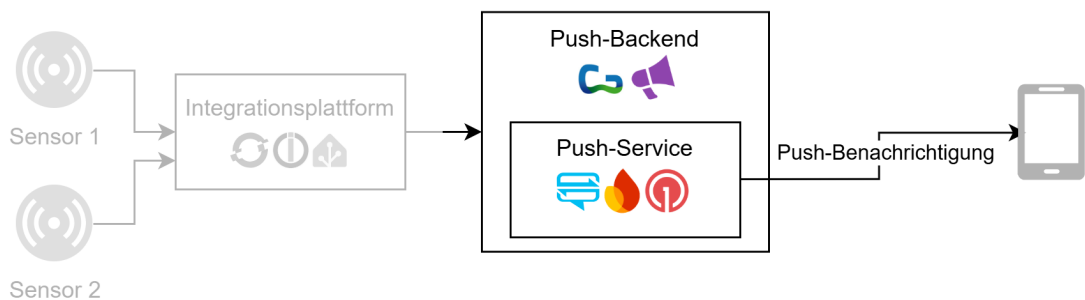 Sensor 1
Sensor 2
Integrationsplattform
Push-Backend
Push-Service
Push-Benachrichtigung